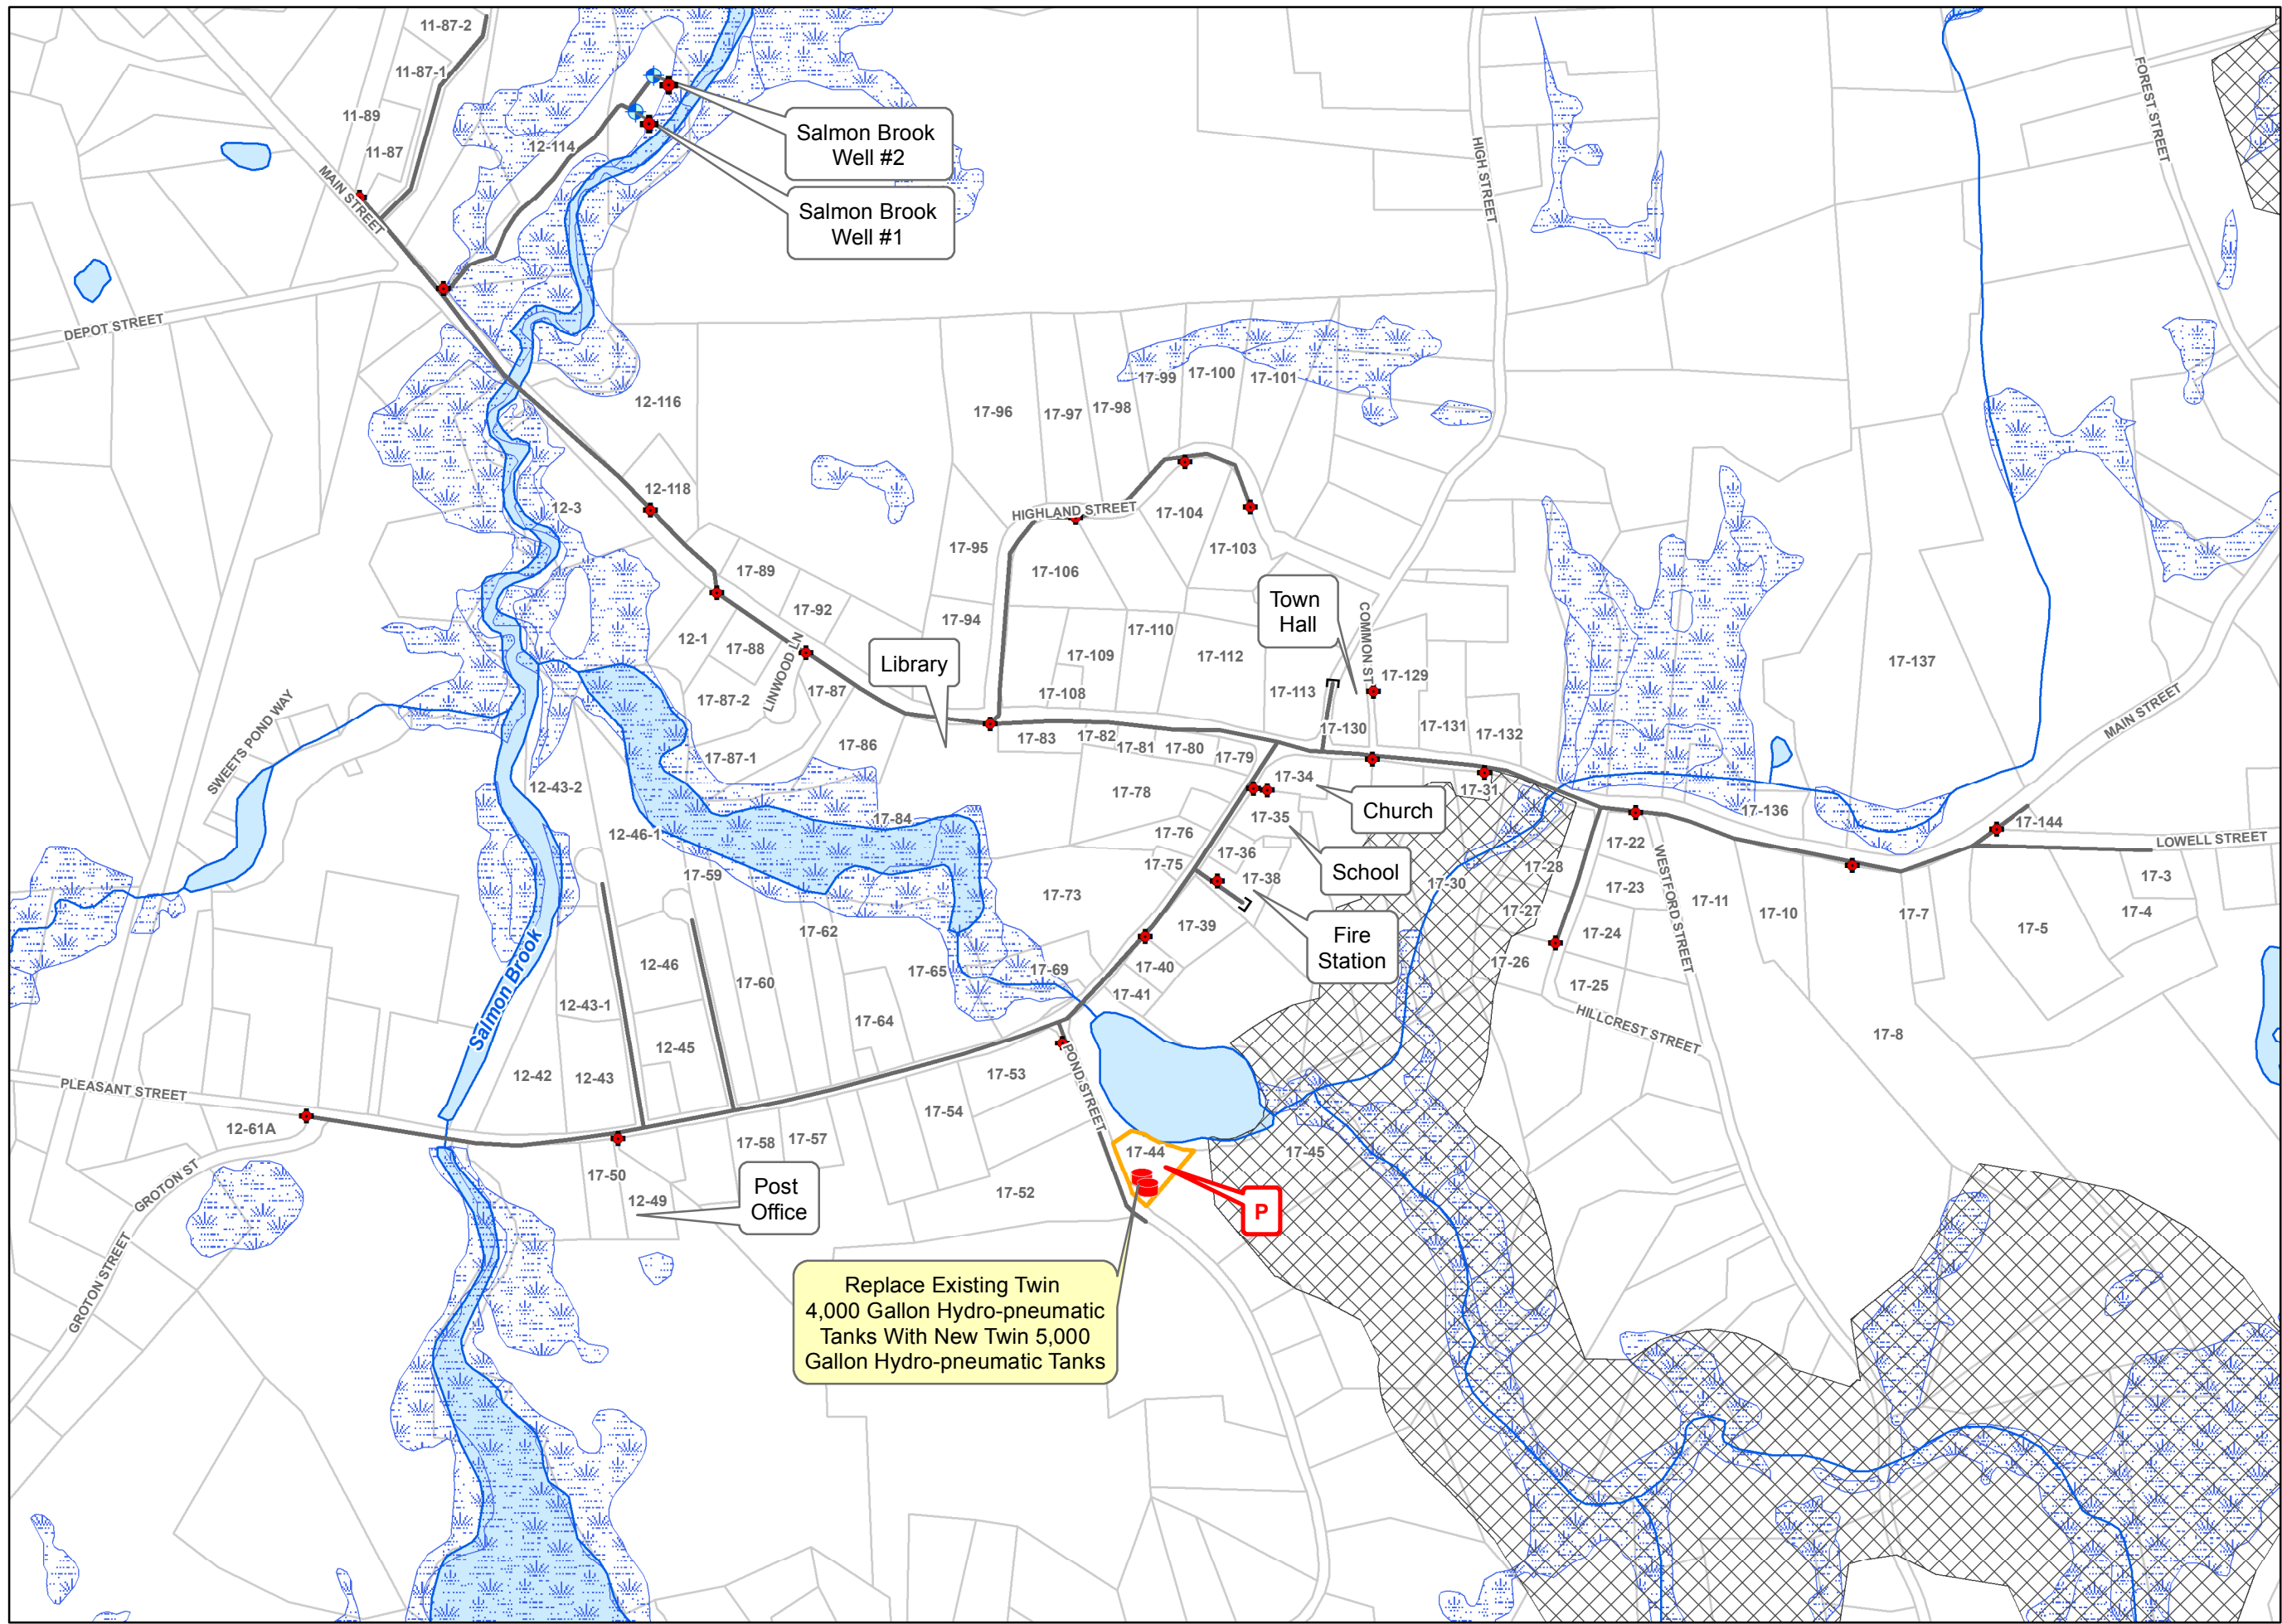 11-87-2
11-87-1
11-89
11-87
12-114
MAIN STREET
Salmon Brook
Well #2
Salmon Brook
Well #1
HIGH STREET
FOREST STREET
DEPOT STREET
12-116
17-96
17-97
17-98
17-99
17-100
17-101
12-118
12-3
HIGHLAND STREET
17-104
17-103
17-95
17-106
17-89
17-92
17-94
12-1
17-88
LINWOOD LN
17-87-2
17-87
17-110
17-109
17-112
17-108
Town
Hall
COMMON ST
17-113
17-129
17-137
Library
17-130
17-131
17-132
MAIN STREET
SWEETS POND WAY
17-86
17-87-1
17-83
17-82
17-81
17-80
17-79
17-34
17-31
12-43-2
17-78
Church
17-136
17-144
LOWELL STREET
12-46-1
17-84
17-76
17-35
17-36
17-75
17-38
School
17-30
17-28
17-22
17-23
WESTFORD STREET
17-3
17-4
17-59
17-73
17-39
17-27
17-11
17-10
17-7
17-5
17-62
Fire
Station
17-24
Salmon Brook
12-46
17-60
17-65
17-69
17-40
17-41
17-26
17-25
12-43-1
17-64
HILLCREST STREET
17-8
12-45
12-42
12-43
17-53
POND STREET
PLEASANT STREET
12-61A
17-54
17-58
17-57
17-44
17-45
GROTON ST
17-50
12-49
Post
Office
17-52
P
GROTON STREET
Replace Existing Twin
4,000 Gallon Hydro-pneumatic
Tanks With New Twin 5,000
Gallon Hydro-pneumatic Tanks